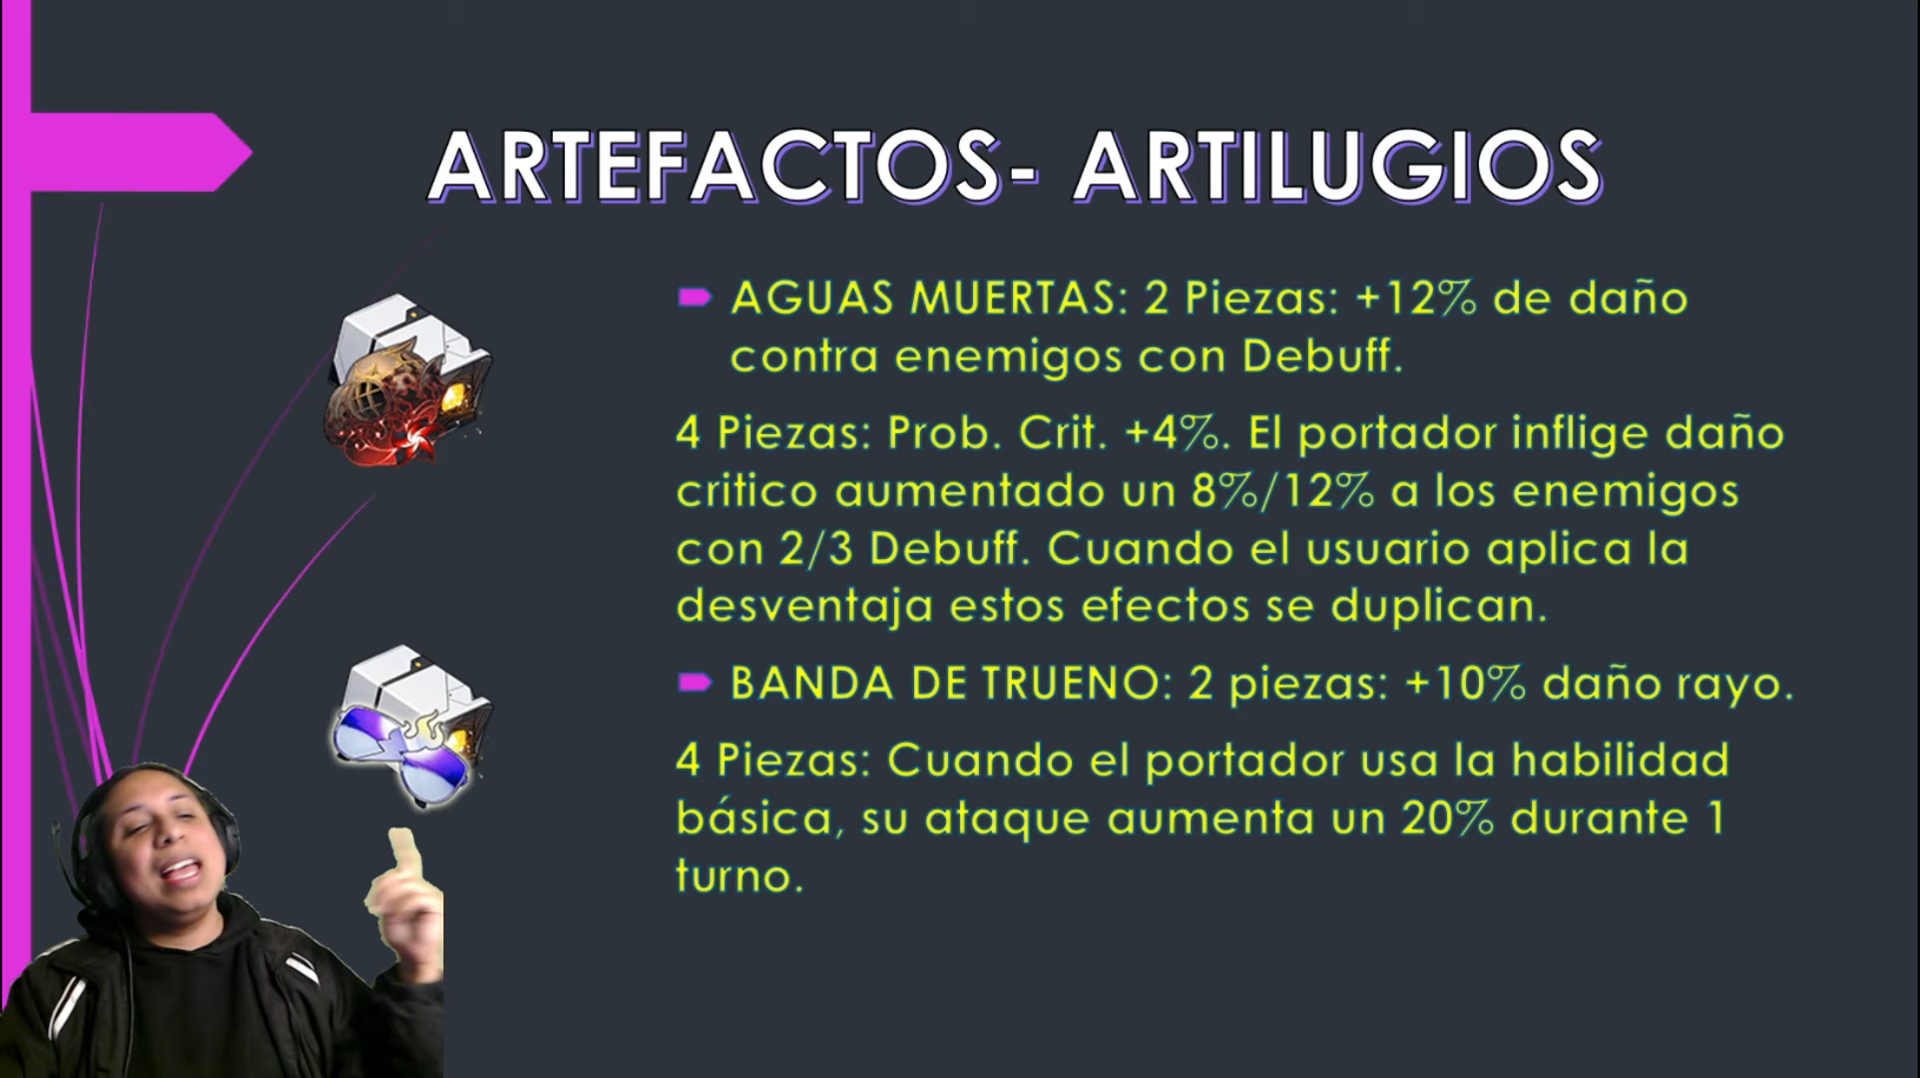 ARTEFACTOS- ARTILUGIOS
AGUAS MUERTAS: 2 Piezas: +12% de daño
contra enemigos con Debuff.
4 Piezas: Prob. Crit. +4%. El portador inflige daño
critico aumentado un 8%/12% a los enemigos
con 2/3 Debuff. Cuando el usuario aplica la
desventaja estos efectos se duplican.
BANDA DE TRUENO: 2 piezas: +10% daño rayo.
4 Piezas: Cuando el portador usa la habilidad
básica, su ataque aumenta un 20% durante 1
turno.